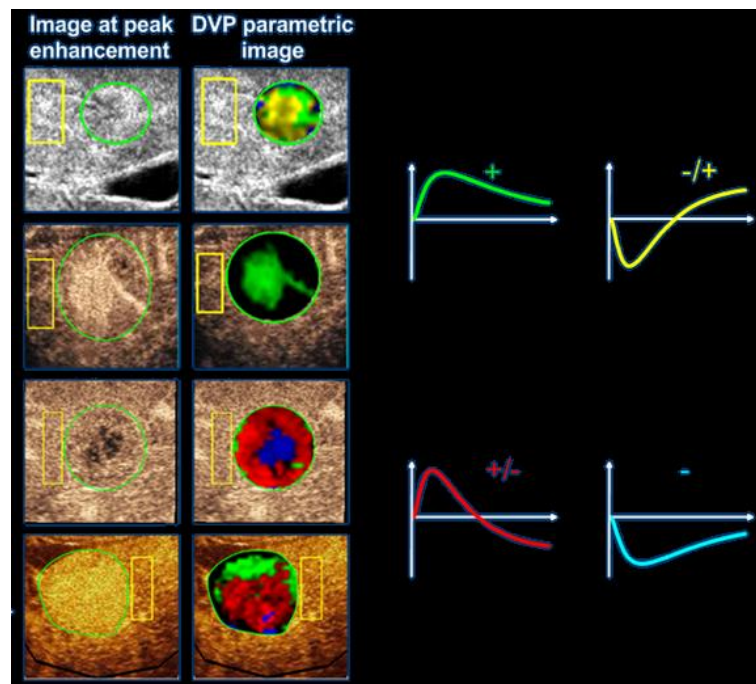 Image at peak
enhancement
DVP parametric
image
+
-/+
+/-
-